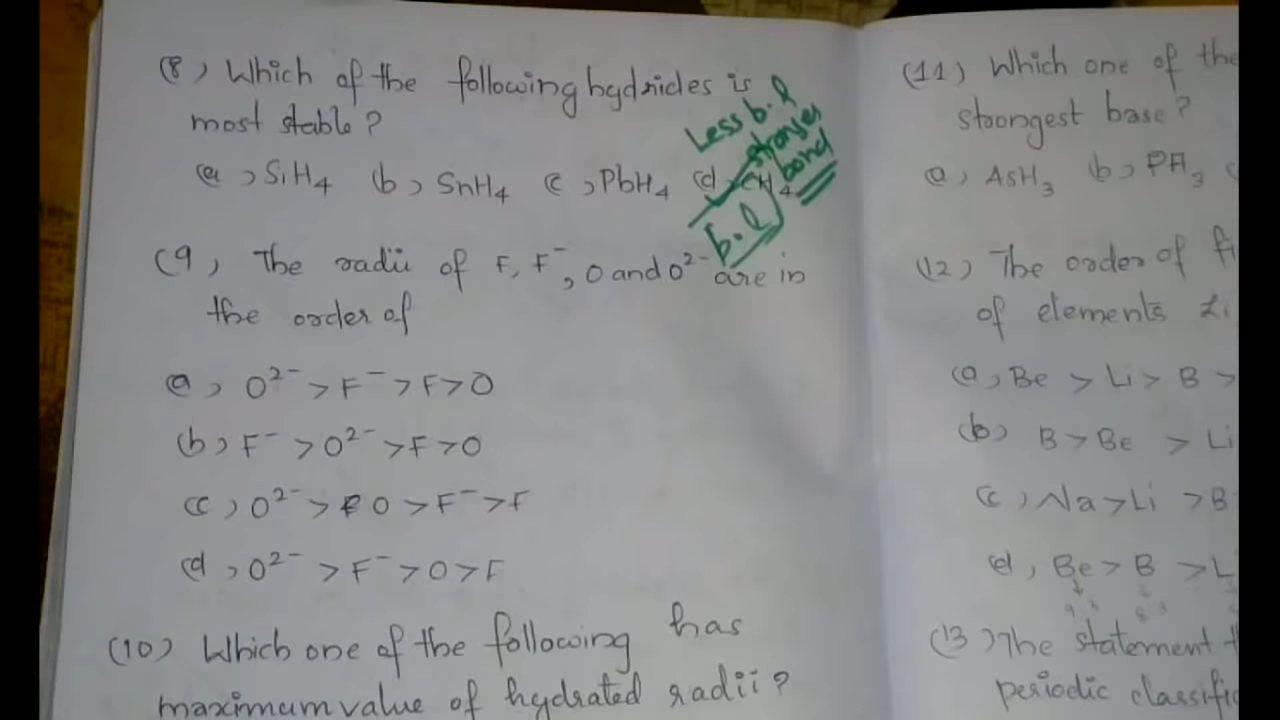 (8) Which of the following hydrides is
most stable?
(a) SiH₄ (b) SnH₄ (c) PbH₄ (d) CH₄
Less b.l
stronger
bond
b.l
(9) The radii of F, F⁻, O and O²⁻ are in
the order of
(a) O²⁻ > F⁻ > F > O
(b) F⁻ > O²⁻ > F > O
(c) O²⁻ > O > F⁻ > F
(d) O²⁻ > F⁻ > O > F
(10) Which one of the following has
maximum value of hydrated radii?
(11) Which one of the
strongest base?
(a) AsH₃ (b) PH₃ (
(12) The order of fi
of elements Li
(a) Be > Li > B >
(b) B > Be > Li
(c) Na > Li > B
(d) Be > B > L
(13) The statement t
periodic classific